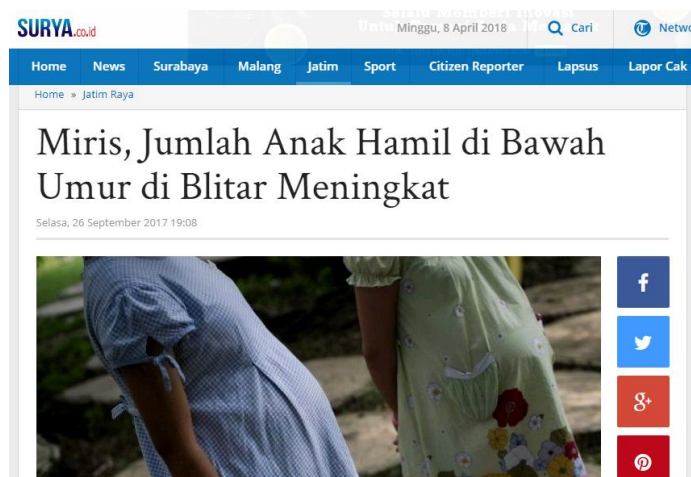 SURYA.co.id
Minggu, 8 April 2018
Cari
Netwo
Home News Surabaya Malang Jatim Sport Citizen Reporter Lapsus Lapor Cak
Home » Jatim Raya
Miris, Jumlah Anak Hamil di Bawah
Umur di Blitar Meningkat
Selasa, 26 September 2017 19:08